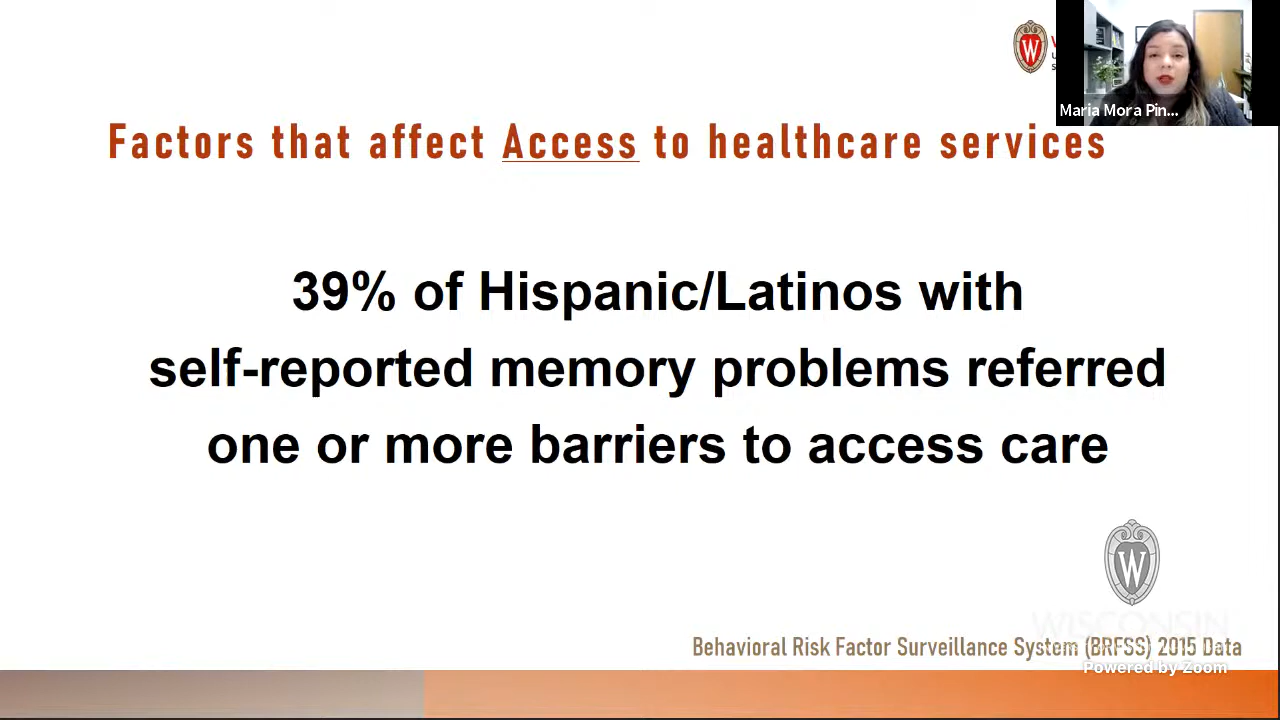 W
Maria Mora Pin...
Factors that affect Access to healthcare services
39% of Hispanic/Latinos with
self-reported memory problems referred
one or more barriers to access care
W
WISCONSIN
Behavioral Risk Factor Surveillance System (BRFSS) 2015 Data
Powered by Zoom